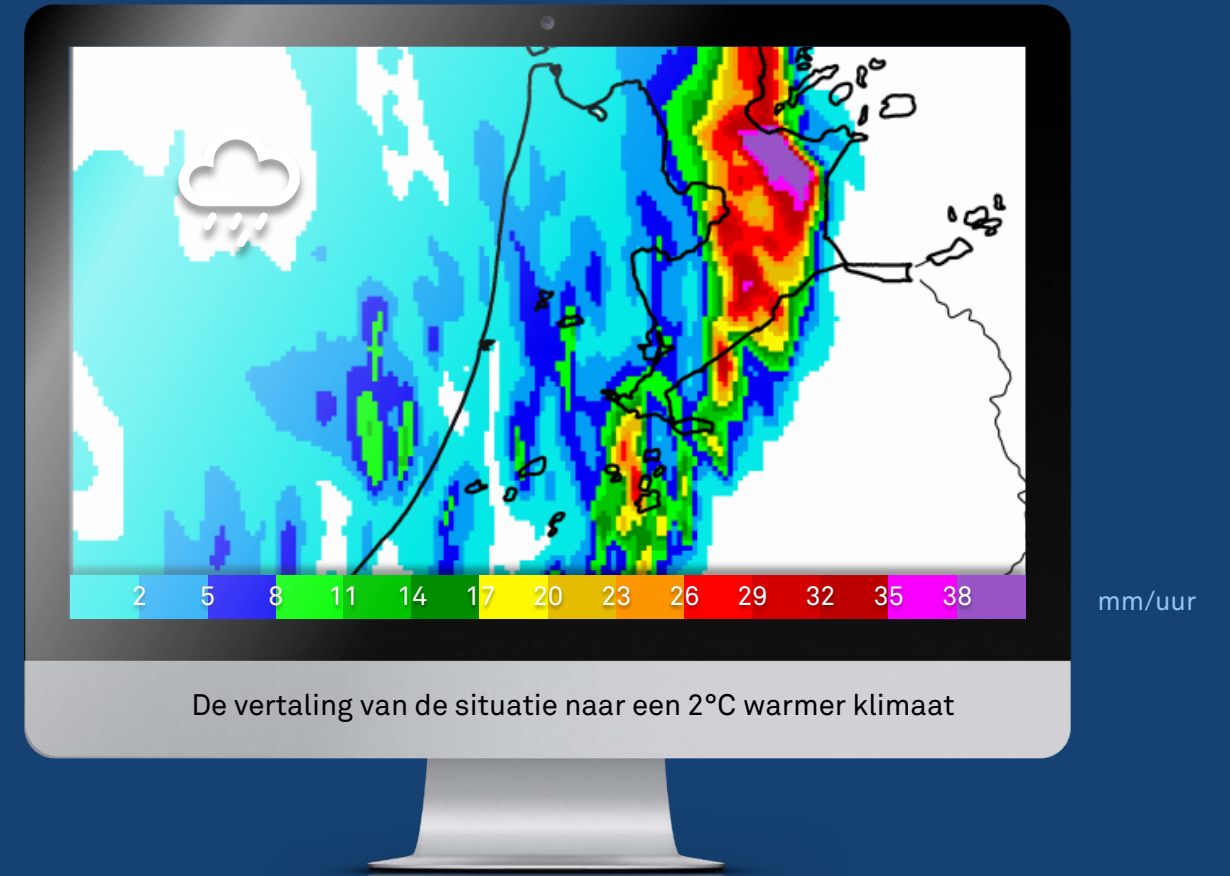 2 5 8 11 14 17 20 23 26 29 32 35 38
mm/uur
De vertaling van de situatie naar een 2°C warmer klimaat